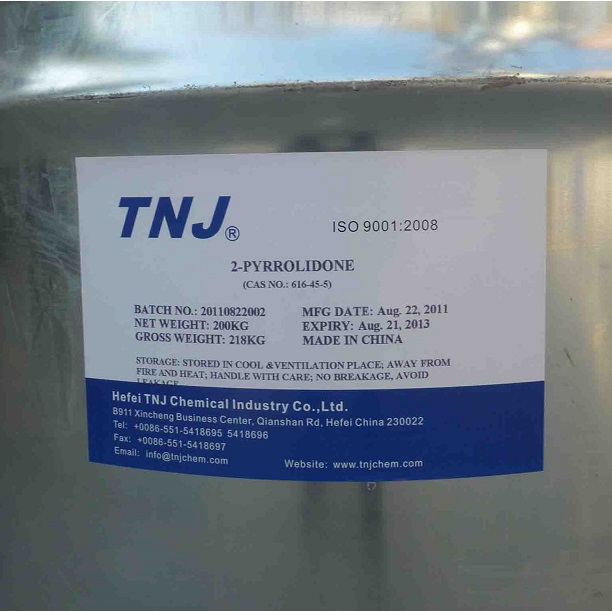 TNJ®
ISO 9001:2008
2-PYRROLIDONE
(CAS NO.: 616-45-5)
BATCH NO.: 20110822002 MFG DATE: Aug. 22, 2011
NET WEIGHT: 200KG EXPIRY: Aug. 21, 2013
GROSS WEIGHT: 218KG MADE IN CHINA
STORAGE: STORED IN COOL &VENTILATION PLACE; AWAY FROM
FIRE AND HEAT; HANDLE WITH CARE; NO BREAKAGE, AVOID
LEAKAGE
Hefei TNJ Chemical Industry Co.,Ltd.
B911 Xincheng Business Center, Qianshan Rd, Hefei China 230022
Tel: +0086-551-5418695 5418696
Fax: +0086-551-5418697
Email: info@tnjchem.com Website: www.tnjchem.com